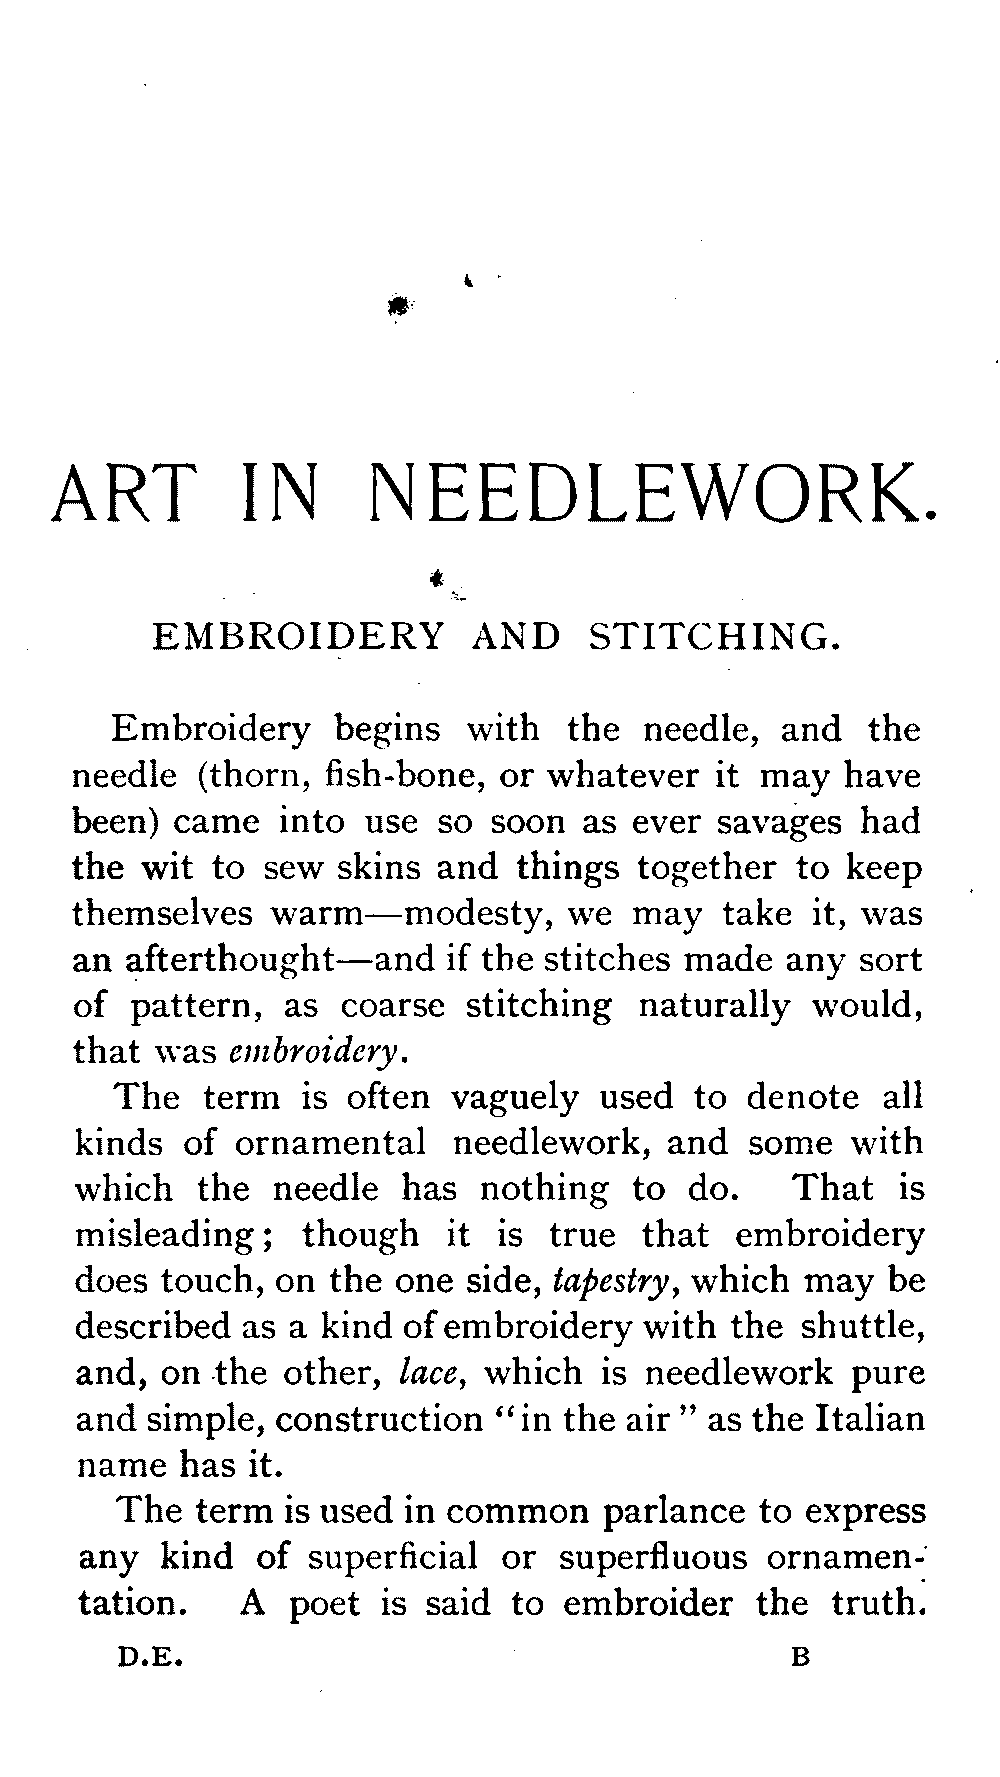 ART IN NEEDLEWORK.
EMBROIDERY AND STITCHING.
Embroidery begins with the needle, and the
needle (thorn, fish-bone, or whatever it may have
been) came into use so soon as ever savages had
the wit to sew skins and things together to keep
themselves warm—modesty, we may take it, was
an afterthought—and if the stitches made any sort
of pattern, as coarse stitching naturally would,
that was embroidery.
The term is often vaguely used to denote all
kinds of ornamental needlework, and some with
which the needle has nothing to do. That is
misleading; though it is true that embroidery
does touch, on the one side, tapestry, which may be
described as a kind of embroidery with the shuttle,
and, on the other, lace, which is needlework pure
and simple, construction “in the air” as the Italian
name has it.
The term is used in common parlance to express
any kind of superficial or superfluous ornamen-
tation. A poet is said to embroider the truth.
D.E. B